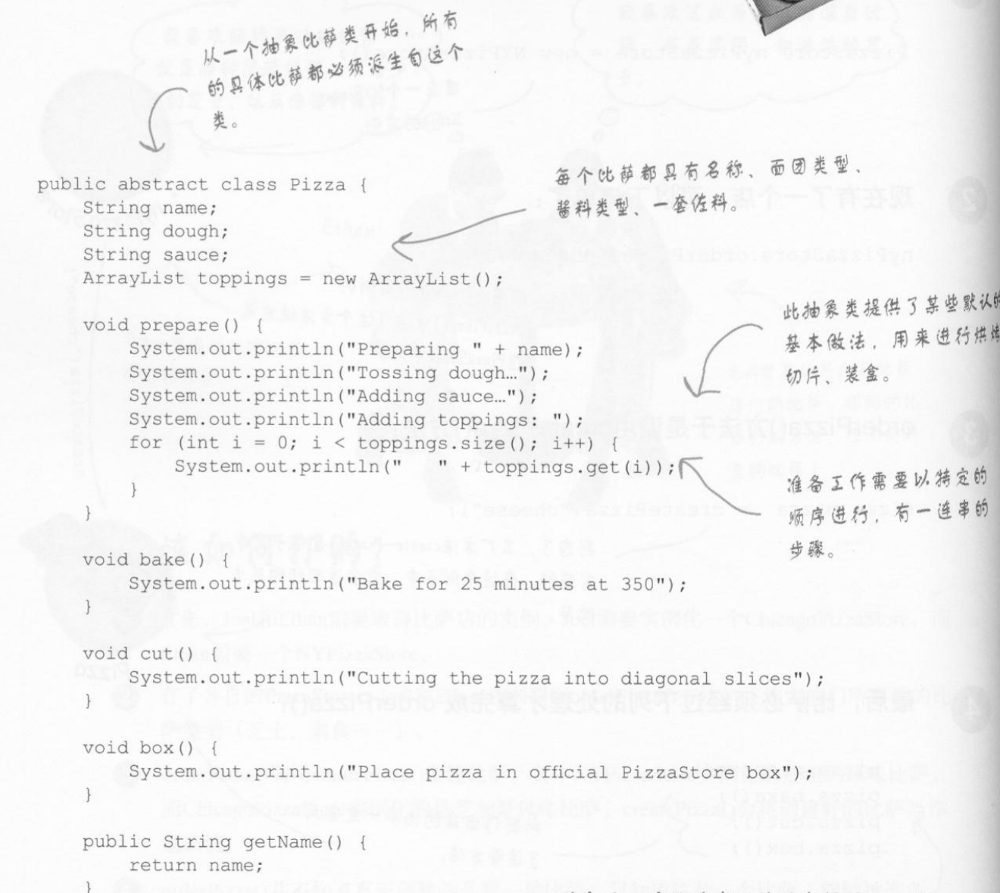 从一个抽象比萨类开始，所有
的具体比萨都必须派生自这个
类。
public abstract class Pizza {
String name;
String dough;
String sauce;
ArrayList toppings = new ArrayList();
每个比萨都具有名称、面团类型、
酱料类型、一套佐料。
void prepare() {
System.out.println("Preparing " + name);
System.out.println("Tossing dough…");
System.out.println("Adding sauce…");
System.out.println("Adding toppings: ");
for (int i = 0; i < toppings.size(); i++) {
System.out.println("   " + toppings.get(i));
}
}
此抽象类提供了某些默认的
基本做法，用来进行烘烤
切片、装盒。
准备工作需要以特定的
顺序进行，有一连串的
步骤。
void bake() {
System.out.println("Bake for 25 minutes at 350");
}
void cut() {
System.out.println("Cutting the pizza into diagonal slices");
}
void box() {
System.out.println("Place pizza in official PizzaStore box");
}
public String getName() {
return name;
}